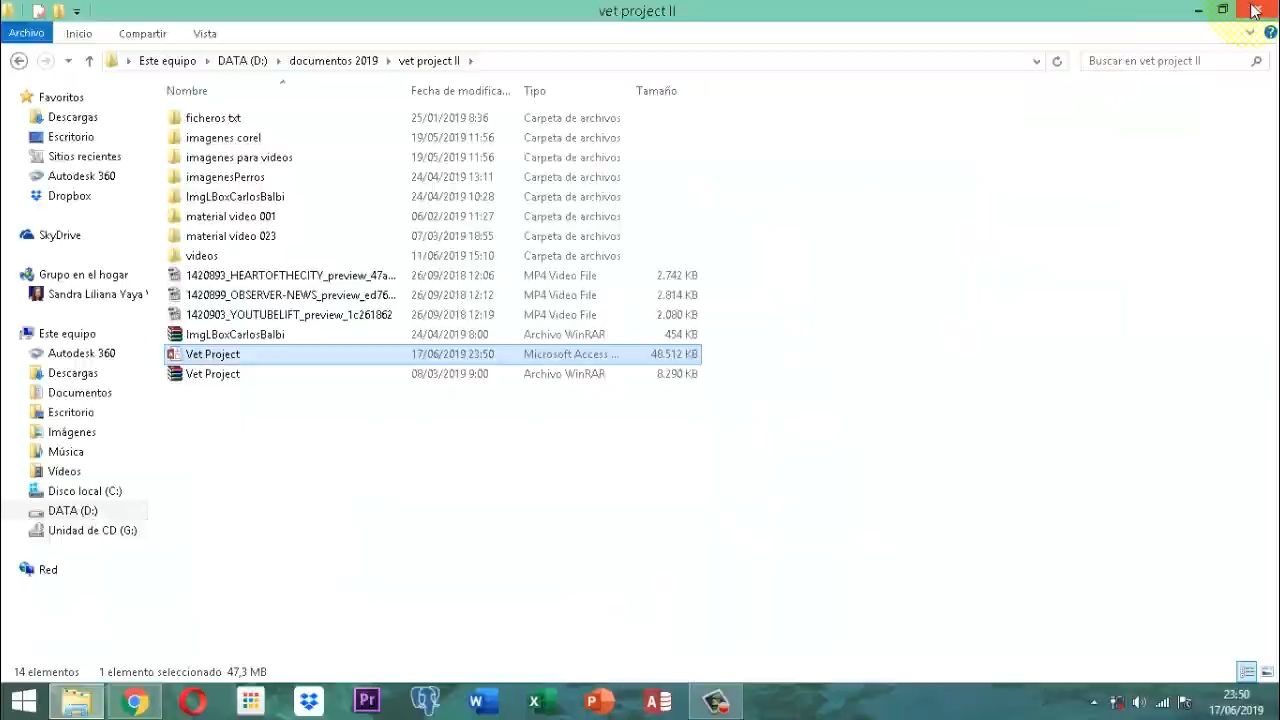 vet project II
Archivo Inicio Compartir Vista
Este equipo DATA (D:) documentos 2019 vet project II Buscar en vet project II
Nombre Fecha de modifica... Tipo Tamaño
Favoritos
Descargas
Escritorio
Sitios recientes
Autodesk 360
Dropbox
SkyDrive
Grupo en el hogar
Sandra Liliana Yaya V
Este equipo
Autodesk 360
Descargas
Documentos
Escritorio
Imágenes
Música
Vídeos
Disco local (C:)
DATA (D:)
Unidad de CD (G:)
Red
ficheros txt 25/01/2019 8:36 Carpeta de archivos
imagenes corel 19/05/2019 11:56 Carpeta de archivos
imagenes para videos 19/05/2019 11:56 Carpeta de archivos
imagenesPerros 24/04/2019 13:11 Carpeta de archivos
ImgLBoxCarlosBalbi 24/04/2019 10:28 Carpeta de archivos
material video 001 06/02/2019 11:27 Carpeta de archivos
material video 023 07/03/2019 18:55 Carpeta de archivos
videos 11/06/2019 15:10 Carpeta de archivos
1420893_HEARTOFTHECITY_preview_47a... 26/09/2018 12:06 MP4 Video File 2.742 KB
1420899_OBSERVER-NEWS_preview_ed76... 26/09/2018 12:12 MP4 Video File 2.814 KB
1420903_YOUTUBELIFT_preview_1c261862 26/09/2018 12:19 MP4 Video File 2.080 KB
ImgLBoxCarlosBalbi 24/04/2019 8:00 Archivo WinRAR 454 KB
Vet Project 17/06/2019 23:50 Microsoft Access ... 48.512 KB
Vet Project 08/03/2019 9:00 Archivo WinRAR 8.290 KB
14 elementos 1 elemento seleccionado 47,3 MB
23:50
17/06/2019